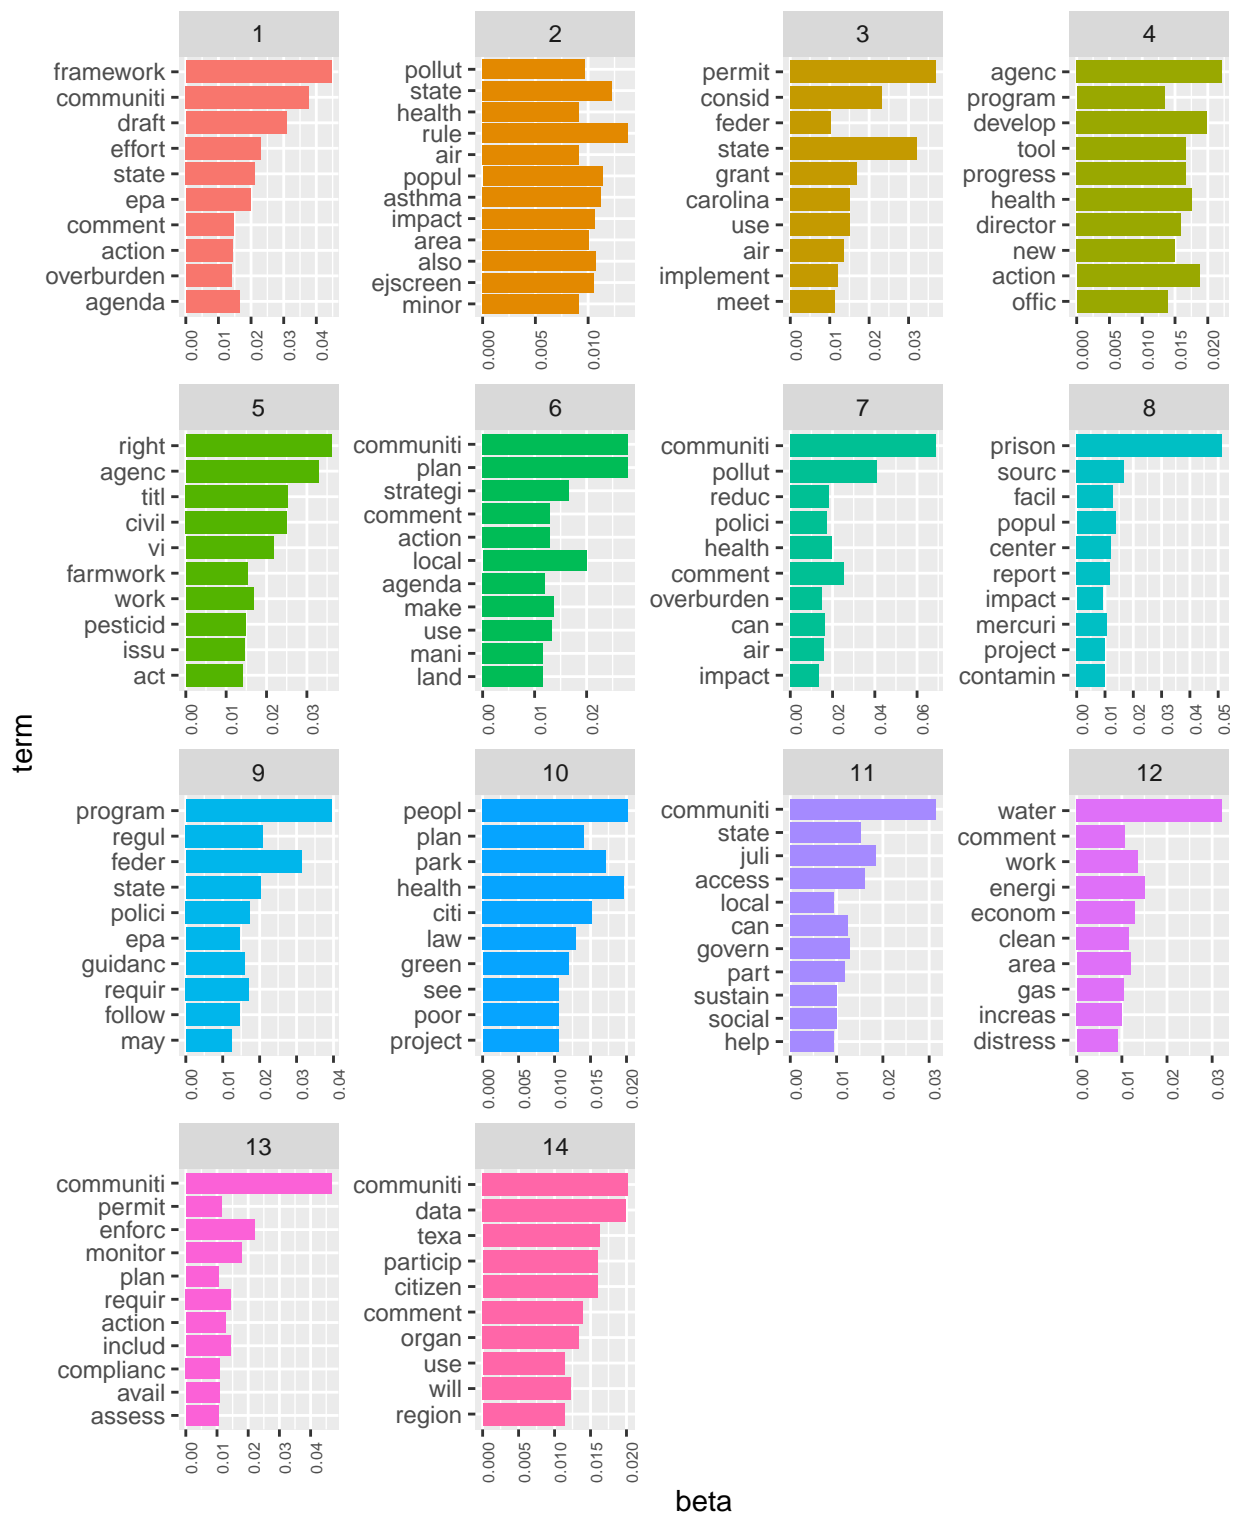 1
framework
communiti
draft
effort
state
epa
comment
action
overburden
agenda
0.00 0.01 0.02 0.03 0.04
2
pollut
state
health
rule
air
popul
asthma
impact
area
also
ejscreen
minor
0.000 0.005 0.010
3
permit
consid
feder
state
grant
carolina
use
air
implement
meet
0.00 0.01 0.02 0.03
4
agenc
program
develop
tool
progress
health
director
new
action
offic
0.000 0.005 0.010 0.015 0.020
5
right
agenc
titl
civil
vi
farmwork
work
pesticid
issu
act
0.00 0.01 0.02 0.03
6
communiti
plan
strategi
comment
action
local
agenda
make
use
mani
land
0.00 0.01 0.02
7
communiti
pollut
reduc
polici
health
comment
overburden
can
air
impact
0.00 0.02 0.04 0.06
8
prison
sourc
facil
popul
center
report
impact
mercuri
project
contamin
0.00 0.01 0.02 0.03 0.04 0.05
term
9
program
regul
feder
state
polici
epa
guidanc
requir
follow
may
0.00 0.01 0.02 0.03 0.04
10
peopl
plan
park
health
citi
law
green
see
poor
project
0.000 0.005 0.010 0.015 0.020
11
communiti
state
juli
access
local
can
govern
part
sustain
social
help
0.00 0.01 0.02 0.03
12
water
comment
work
energi
econom
clean
area
gas
increas
distress
0.00 0.01 0.02 0.03
13
communiti
permit
enforc
monitor
plan
requir
action
includ
complianc
avail
assess
0.00 0.01 0.02 0.03 0.04
14
communiti
data
texa
particip
citizen
comment
organ
use
will
region
0.000 0.005 0.010 0.015 0.020
beta